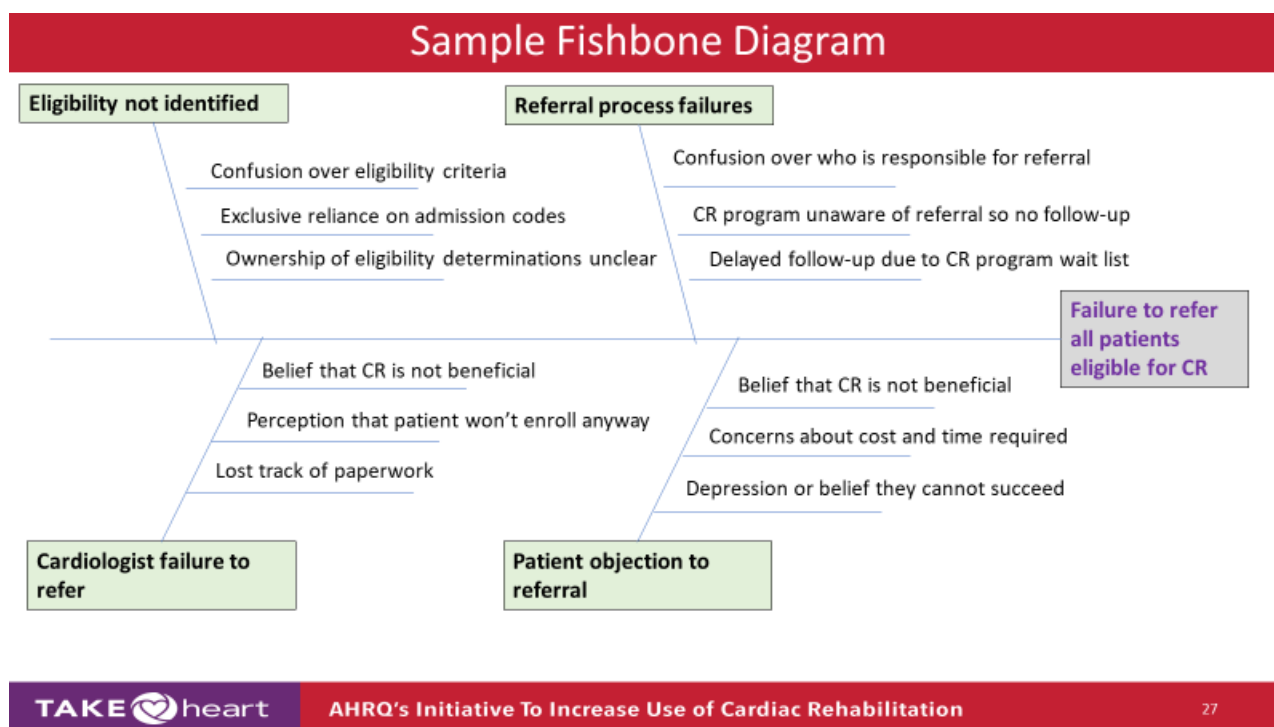 Sample Fishbone Diagram
Eligibility not identified
Confusion over eligibility criteria
Exclusive reliance on admission codes
Ownership of eligibility determinations unclear
Referral process failures
Confusion over who is responsible for referral
CR program unaware of referral so no follow-up
Delayed follow-up due to CR program wait list
Failure to refer
all patients
eligible for CR
Belief that CR is not beneficial
Perception that patient won't enroll anyway
Lost track of paperwork
Cardiologist failure to
refer
Belief that CR is not beneficial
Concerns about cost and time required
Depression or belief they cannot succeed
Patient objection to
referral
TAKE heart
AHRQ's Initiative To Increase Use of Cardiac Rehabilitation
27